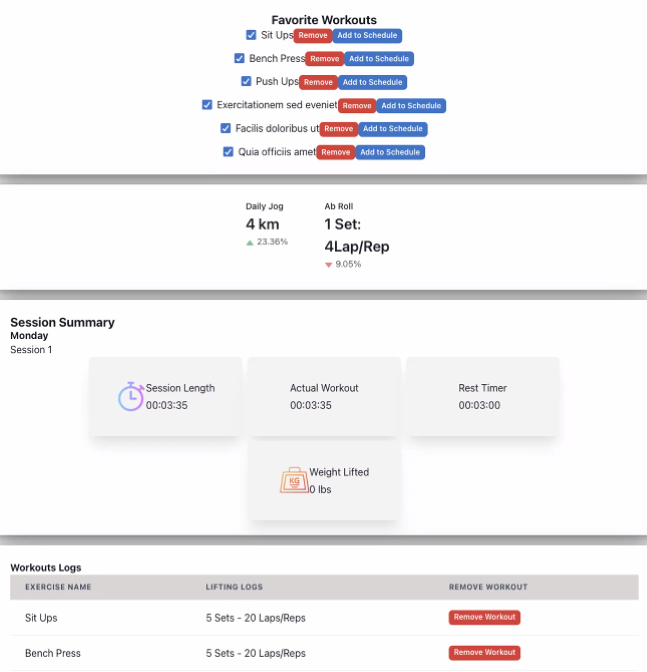 Favorite Workouts
Sit Ups Remove Add to Schedule
Bench Press Remove Add to Schedule
Push Ups Remove Add to Schedule
Exercitationem sed eveniet Remove Add to Schedule
Facilis doloribus ut Remove Add to Schedule
Quia officiis amet Remove Add to Schedule
Daily Jog
4 km
23.36%
Ab Roll
1 Set:
4Lap/Rep
9.05%
Session Summary
Monday
Session 1
Session Length
00:03:35
Actual Workout
00:03:35
Rest Timer
00:03:00
KG
Weight Lifted
0 lbs
Workouts Logs
EXERCISE NAME LIFTING LOGS REMOVE WORKOUT
Sit Ups 5 Sets - 20 Laps/Reps Remove Workout
Bench Press 5 Sets - 20 Laps/Reps Remove Workout